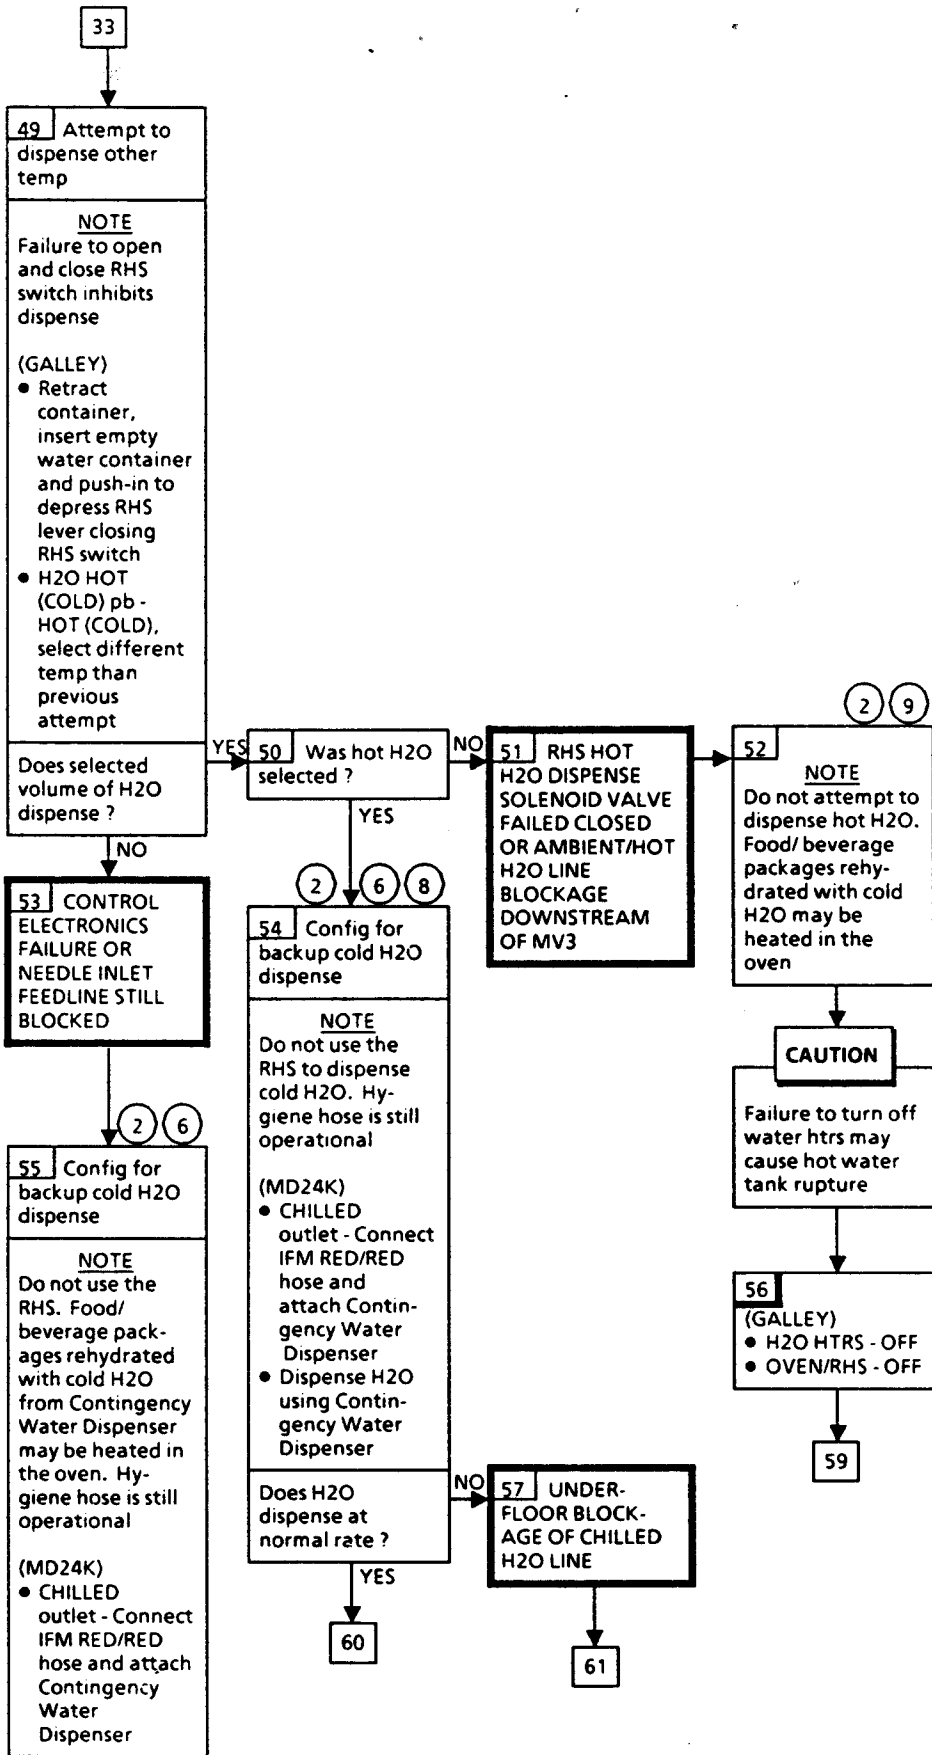 33
49 Attempt to
dispense other
temp
NOTE
Failure to open
and close RHS
switch inhibits
dispense
(GALLEY)
● Retract
container,
insert empty
water container
and push-in to
depress RHS
lever closing
RHS switch
● H2O HOT
(COLD) pb -
HOT (COLD),
select different
temp than
previous
attempt
Does selected
volume of H2O
dispense ?
YES
NO
50 Was hot H2O
selected ?
NO
YES
51 RHS HOT
H2O DISPENSE
SOLENOID VALVE
FAILED CLOSED
OR AMBIENT/HOT
H2O LINE
BLOCKAGE
DOWNSTREAM
OF MV3
2 9
52
NOTE
Do not attempt to
dispense hot H2O.
Food/ beverage
packages rehy-
drated with cold
H2O may be
heated in the
oven
CAUTION
Failure to turn off
water htrs may
cause hot water
tank rupture
56
(GALLEY)
● H2O HTRS - OFF
● OVEN/RHS - OFF
59
53 CONTROL
ELECTRONICS
FAILURE OR
NEEDLE INLET
FEEDLINE STILL
BLOCKED
2 6
55 Config for
backup cold H2O
dispense
NOTE
Do not use the
RHS. Food/
beverage pack-
ages rehydrated
with cold H2O
from Contingency
Water Dispenser
may be heated in
the oven. Hy-
giene hose is still
operational
(MD24K)
● CHILLED
outlet - Connect
IFM RED/RED
hose and attach
Contingency
Water
Dispenser
2 6 8
54 Config for
backup cold H2O
dispense
NOTE
Do not use the
RHS to dispense
cold H2O. Hy-
giene hose is still
operational
(MD24K)
● CHILLED
outlet - Connect
IFM RED/RED
hose and
attach Contin-
gency Water
Dispenser
● Dispense H2O
using Contin-
gency Water
Dispenser
Does H2O
dispense at
normal rate ?
NO
YES
60
57 UNDER-
FLOOR BLOCK-
AGE OF CHILLED
H2O LINE
61